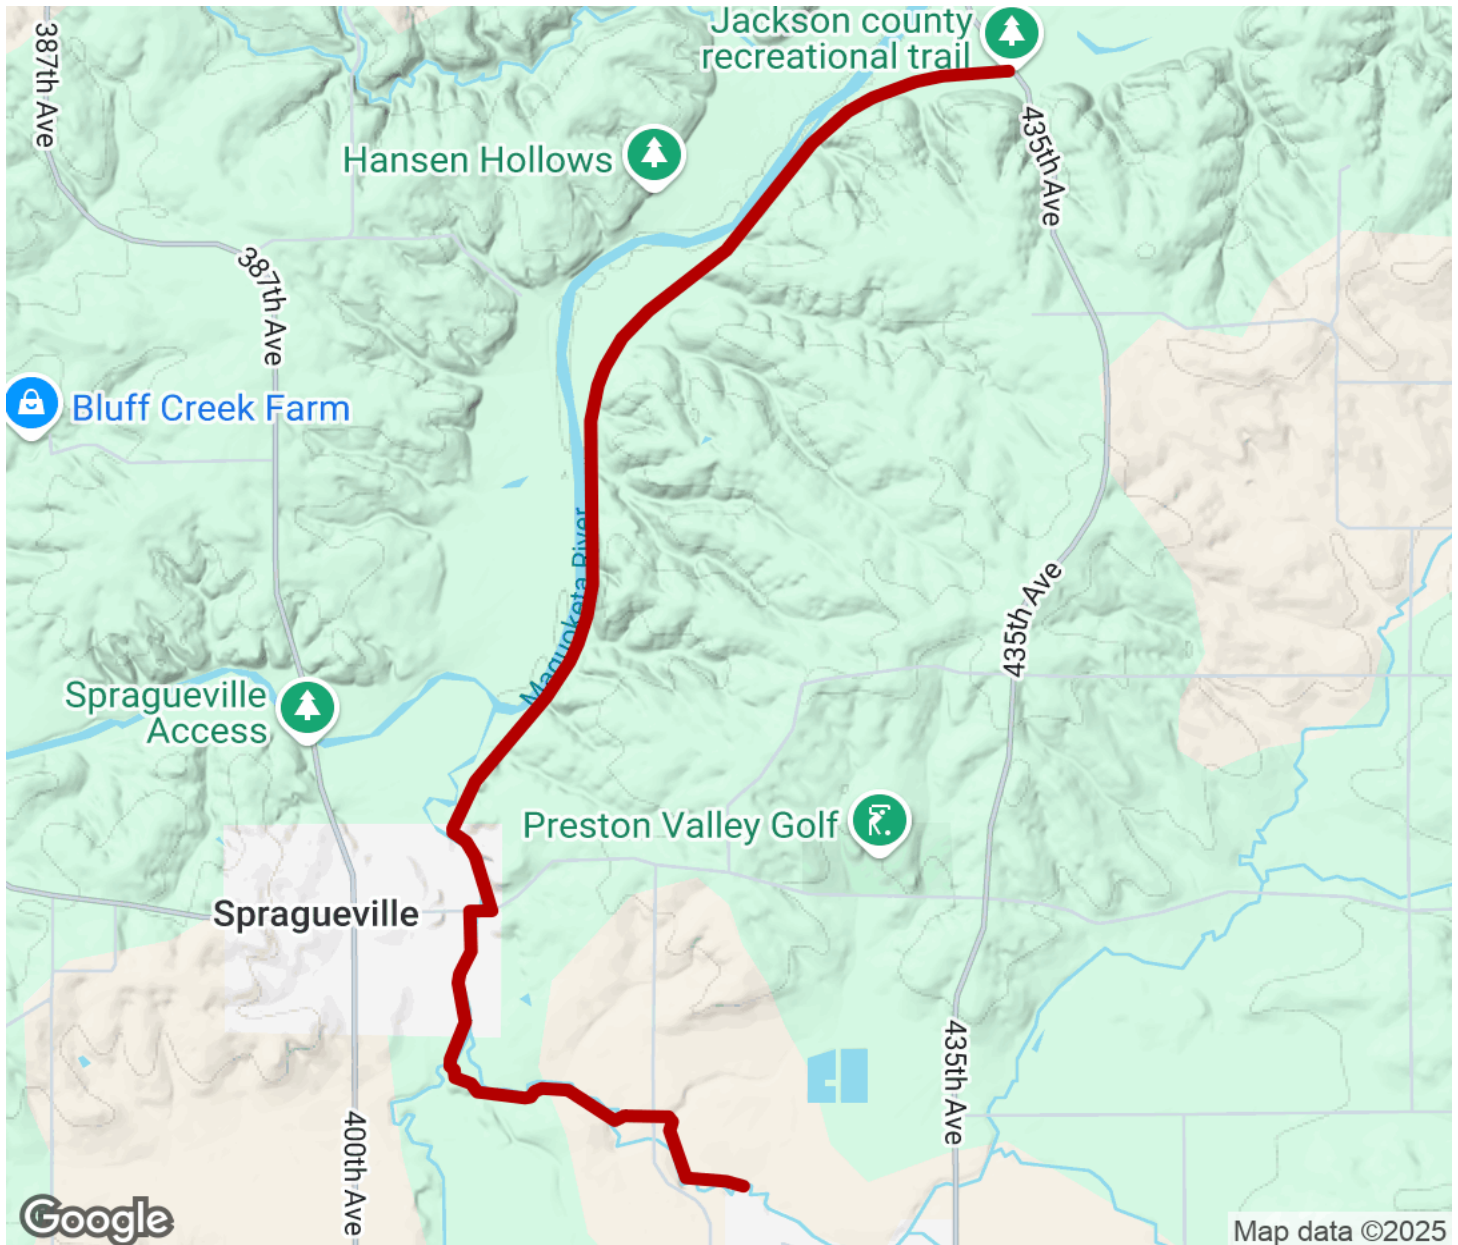 Jackson county
recreational trail
387th Ave
435th Ave
Hansen Hollows
387th Ave
Bluff Creek Farm
Maquoketa River
435th Ave
Spragueville
Access
Preston Valley Golf
Spragueville
435th Ave
400th Ave
Google
Map data ©2025